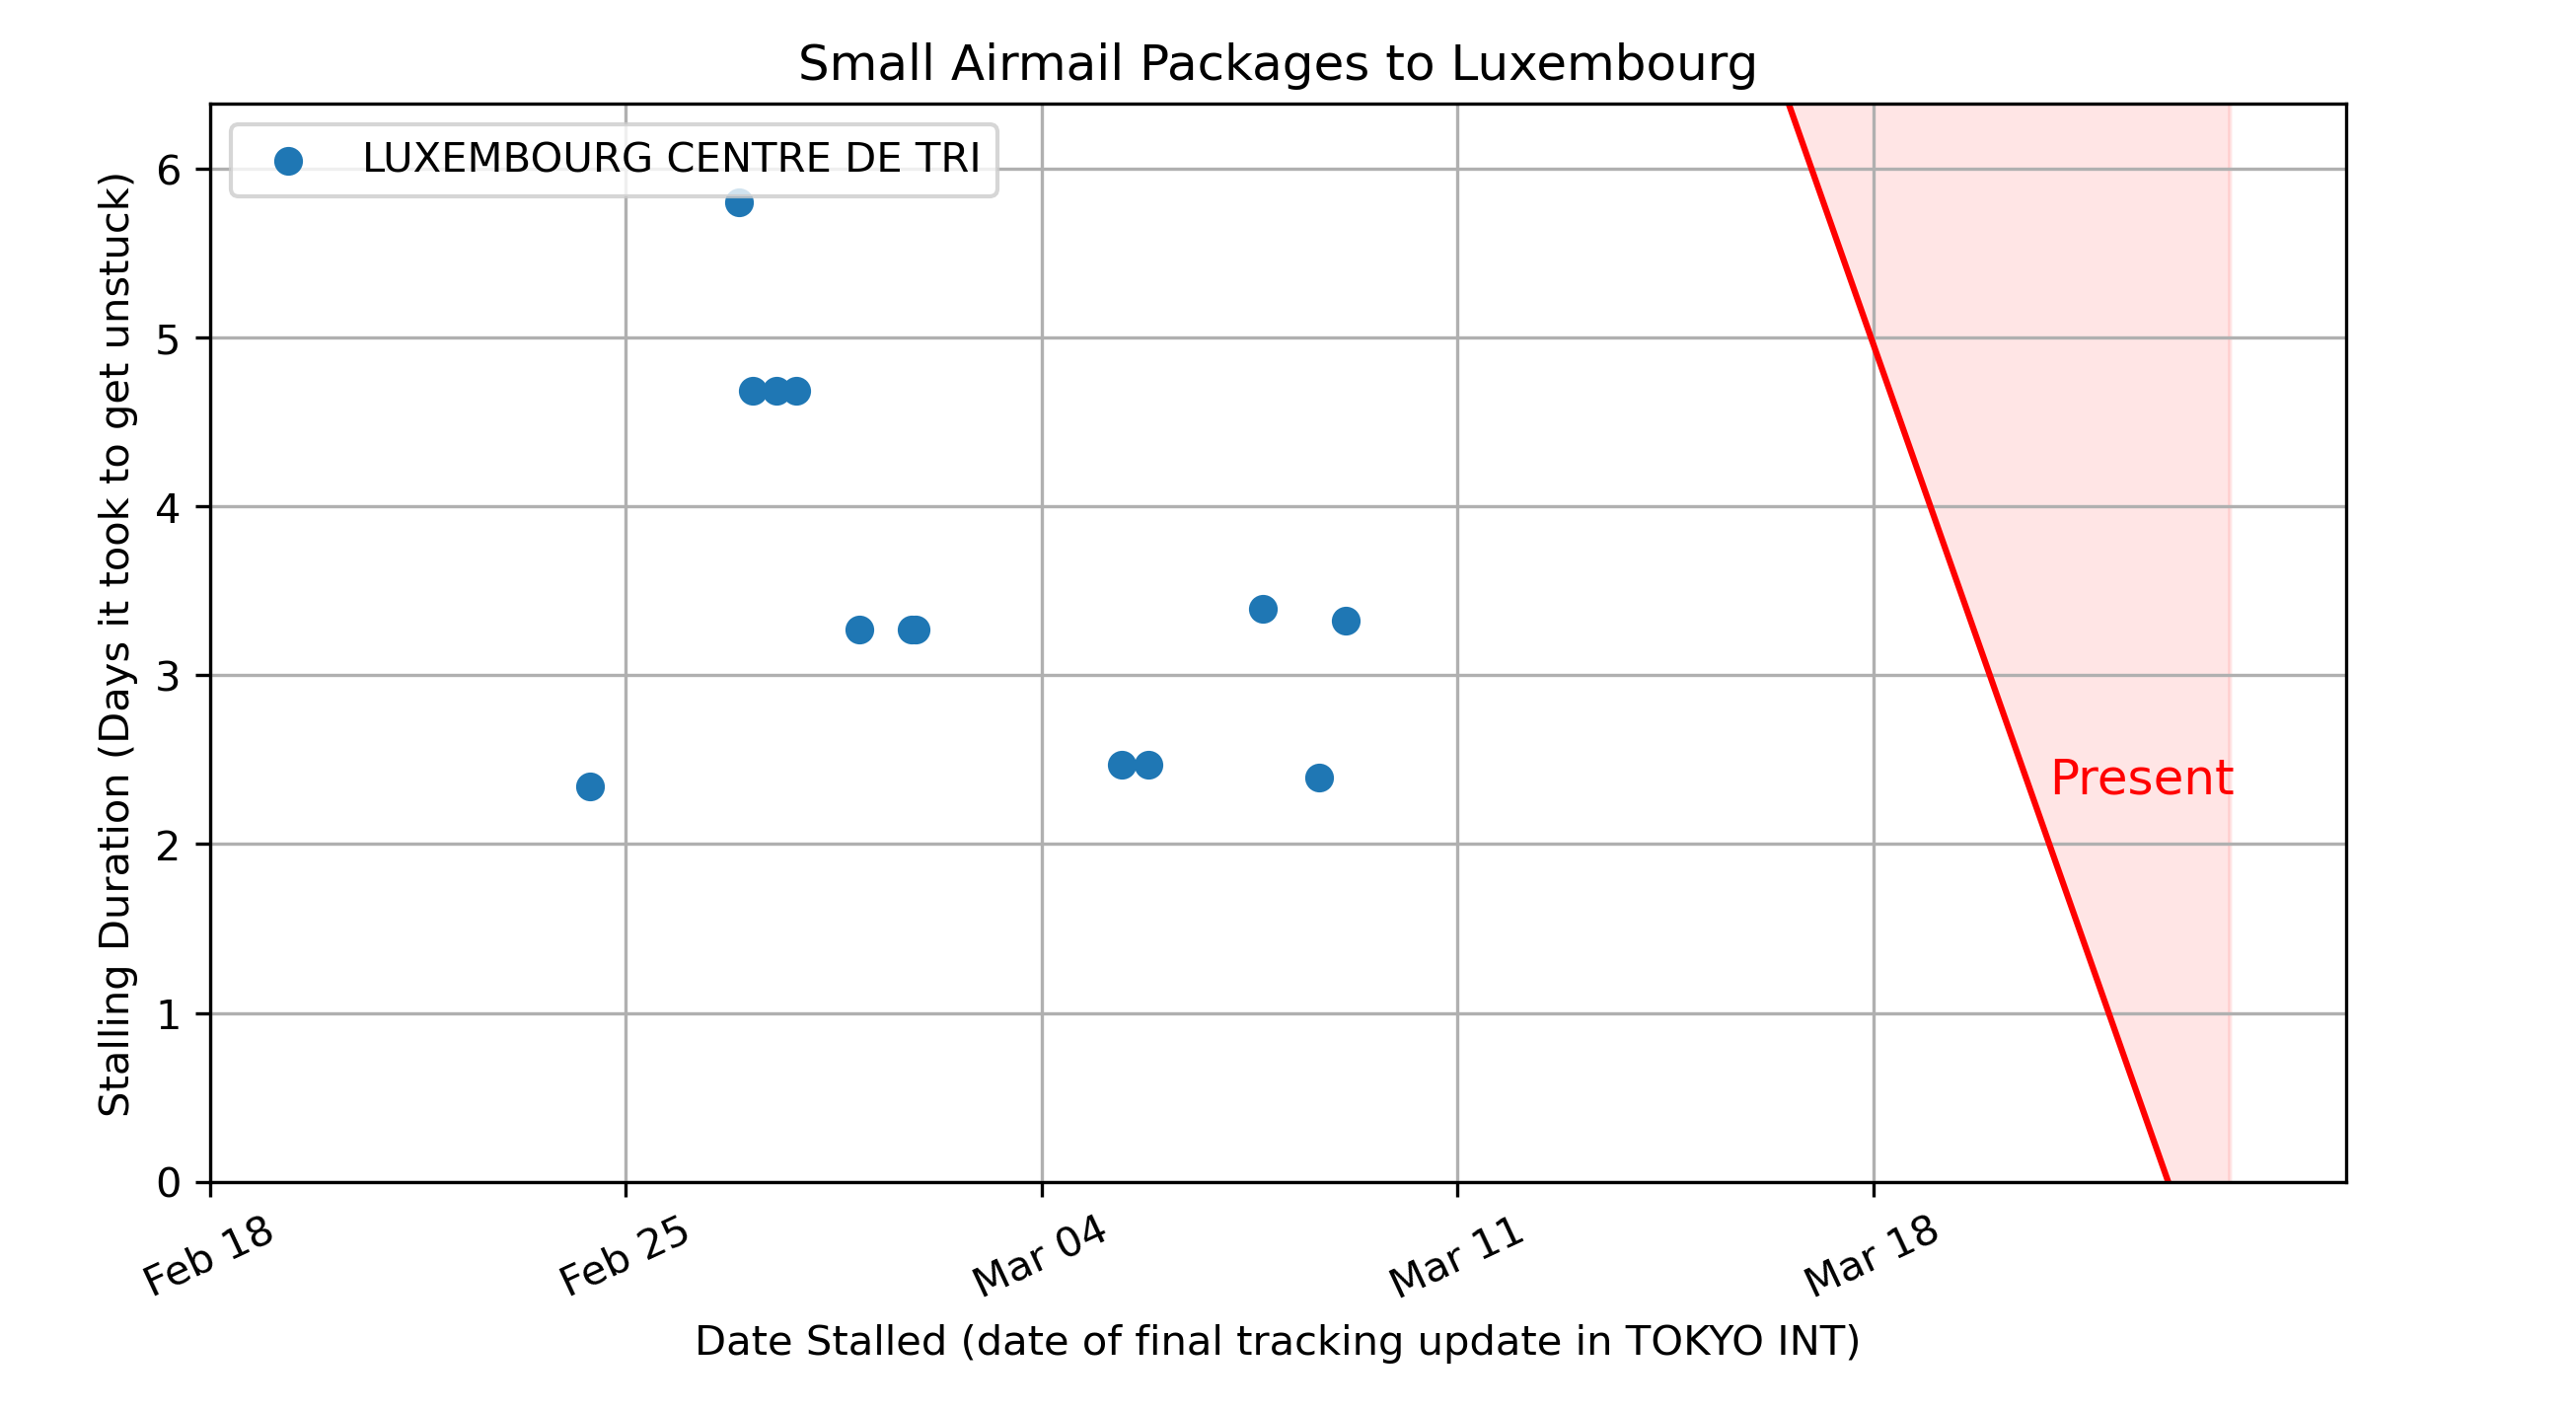 Small Airmail Packages to Luxembourg
LUXEMBOURG CENTRE DE TRI
Stalling Duration (Days it took to get unstuck)
6
5
4
3
2
1
0
Present
Feb 18
Feb 25
Mar 04
Mar 11
Mar 18
Date Stalled (date of final tracking update in TOKYO INT)